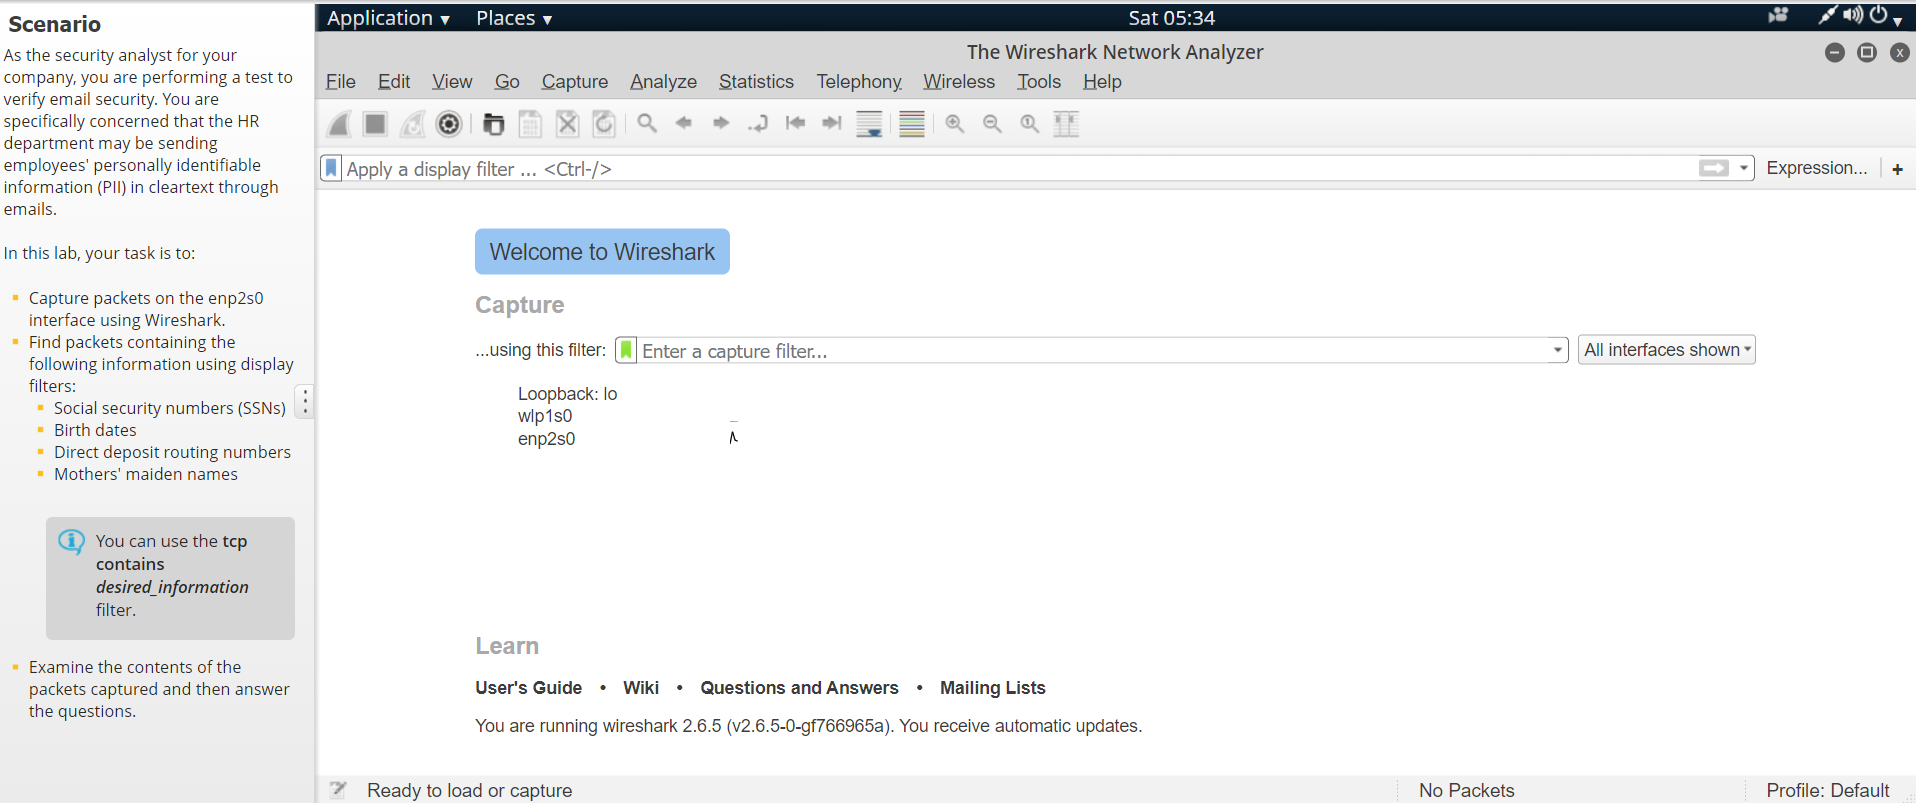 Scenario
As the security analyst for your
company, you are performing a test to
verify email security. You are
specifically concerned that the HR
department may be sending
employees' personally identifiable
information (PII) in cleartext through
emails.
In this lab, your task is to:
Capture packets on the enp2s0
interface using Wireshark.
Find packets containing the
following information using display
filters:
Social security numbers (SSNs)
Birth dates
Direct deposit routing numbers
Mothers' maiden names
You can use the tcp
contains
desired_information
filter.
Examine the contents of the
packets captured and then answer
the questions.
Application Places Sat 05:34
The Wireshark Network Analyzer
File Edit View Go Capture Analyze Statistics Telephony Wireless Tools Help
Apply a display filter ... <Ctrl-/> Expression... +
Welcome to Wireshark
Capture
...using this filter: Enter a capture filter... All interfaces shown
Loopback: lo
wlp1s0
enp2s0
Learn
User's Guide • Wiki • Questions and Answers • Mailing Lists
You are running wireshark 2.6.5 (v2.6.5-0-gf766965a). You receive automatic updates.
Ready to load or capture No Packets Profile: Default